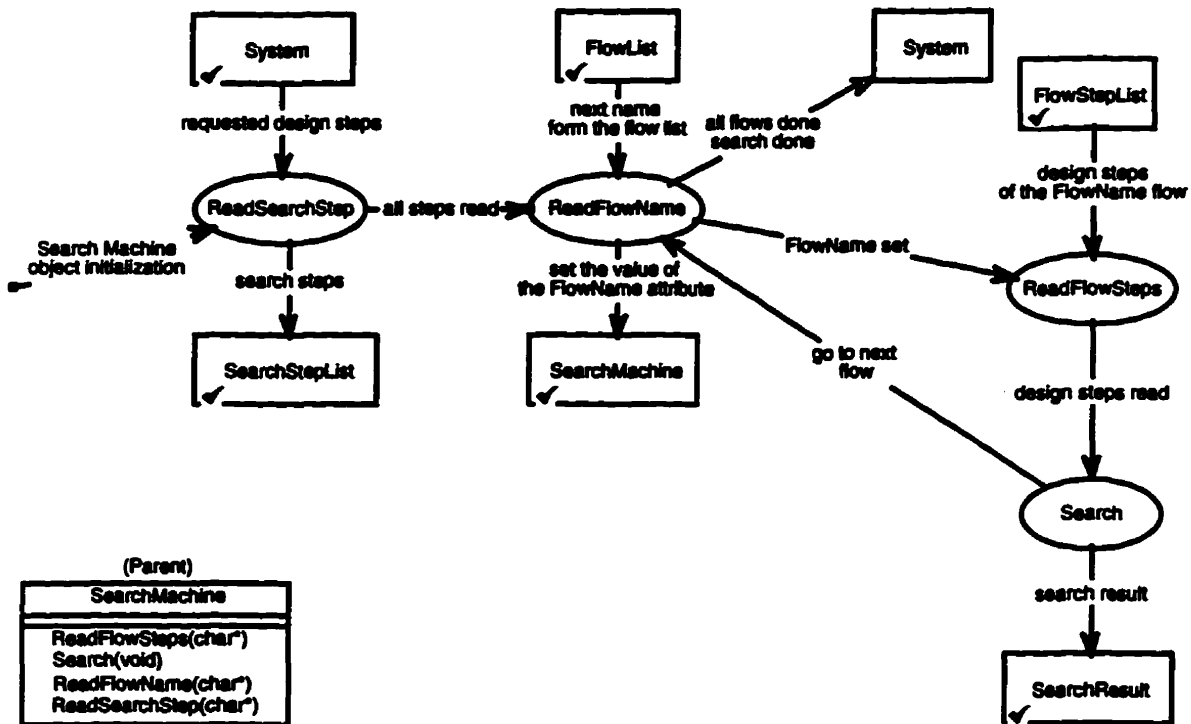 System
FlowList
System
FlowStepList
requested design steps
next name
form the flow list
all flows done
search done
design steps
of the FlowName flow
ReadSearchStep
all steps read
ReadFlowName
Search Machine
object initialization
search steps
set the value of
the FlowName attribute
FlowName set
ReadFlowSteps
SearchStepList
SearchMachine
go to next
flow
design steps read
Search
(Parent)
SearchMachine
search result
ReadFlowSteps(char*)
Search(void)
ReadFlowName(char*)
ReadSearchStep(char*)
SearchResult